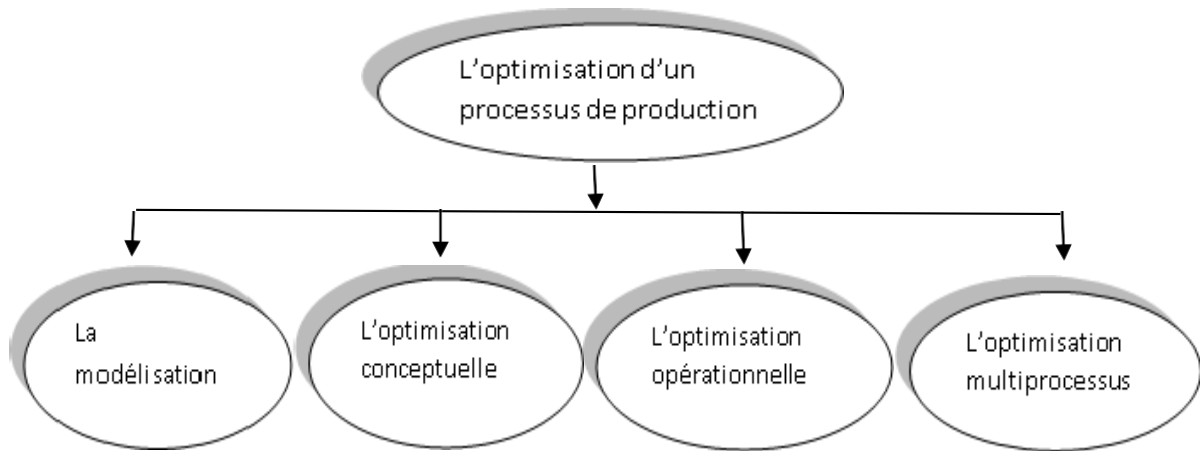 L'optimisation d'un
processus de production
La
modélisation
L'optimisation
conceptuelle
L'optimisation
opérationnelle
L'optimisation
multiprocessus